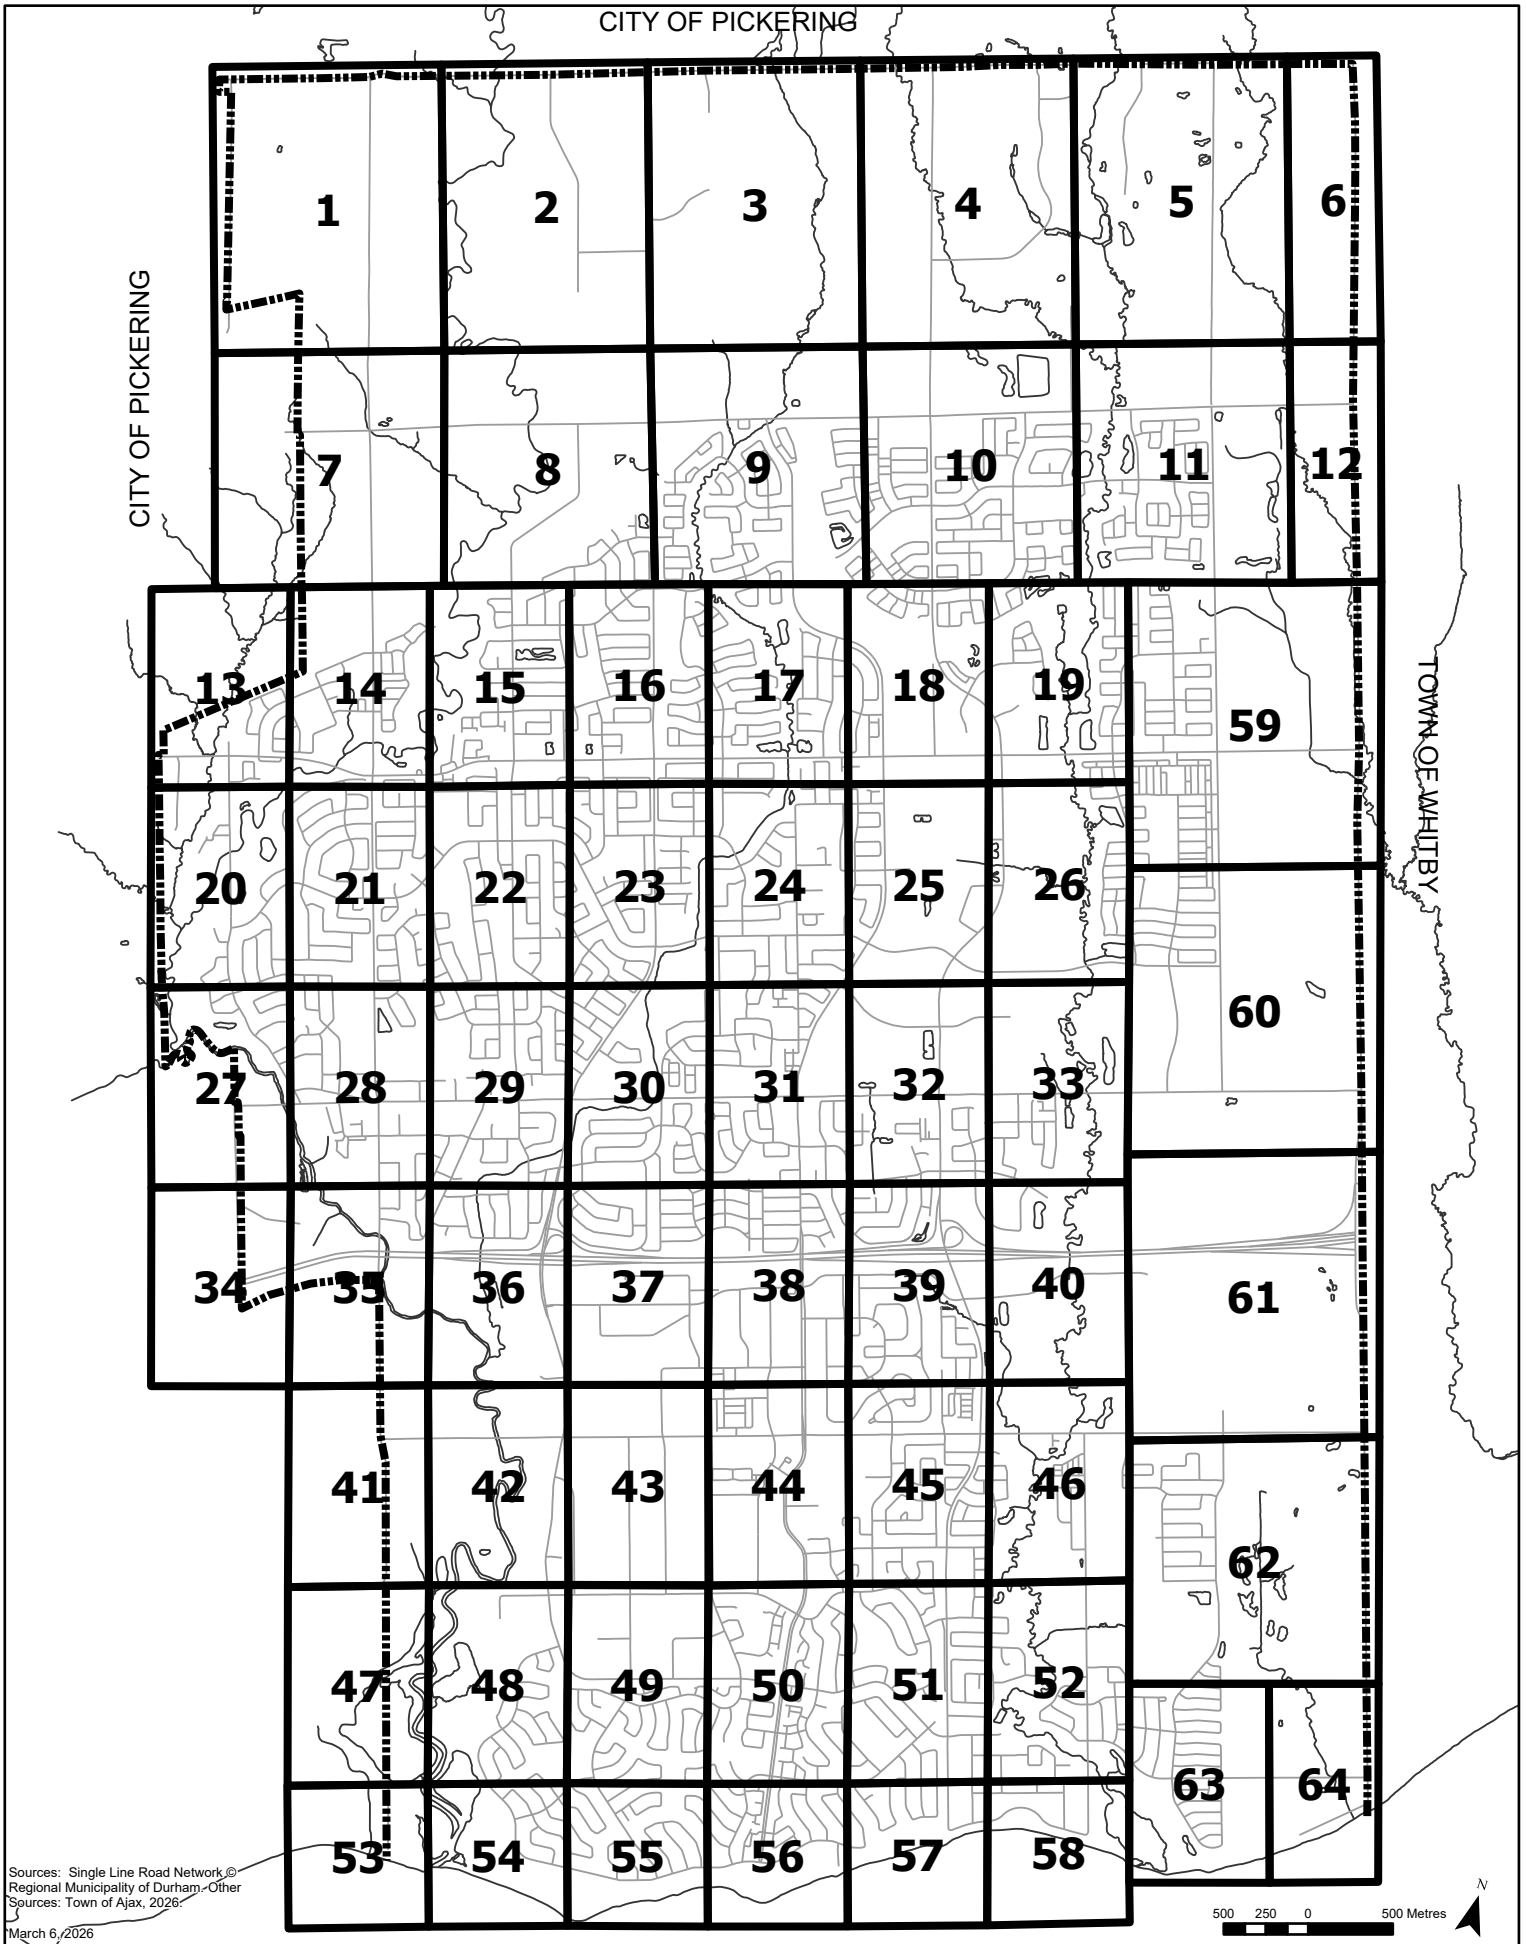 CITY OF PICKERING
CITY OF PICKERING
TOWN OF WHITBY
1 2 3 4 5 6
7 8 9 10 11 12
13 14 15 16 17 18 19 59
20 21 22 23 24 25 26
27 28 29 30 31 32 33 60
34 35 36 37 38 39 40 61
41 42 43 44 45 46
62
47 48 49 50 51 52
63 64
53 54 55 56 57 58
Sources: Single Line Road Network ©
Regional Municipality of Durham. Other
Sources: Town of Ajax, 2026.
March 6, 2026
N
500 250 0 500 Metres